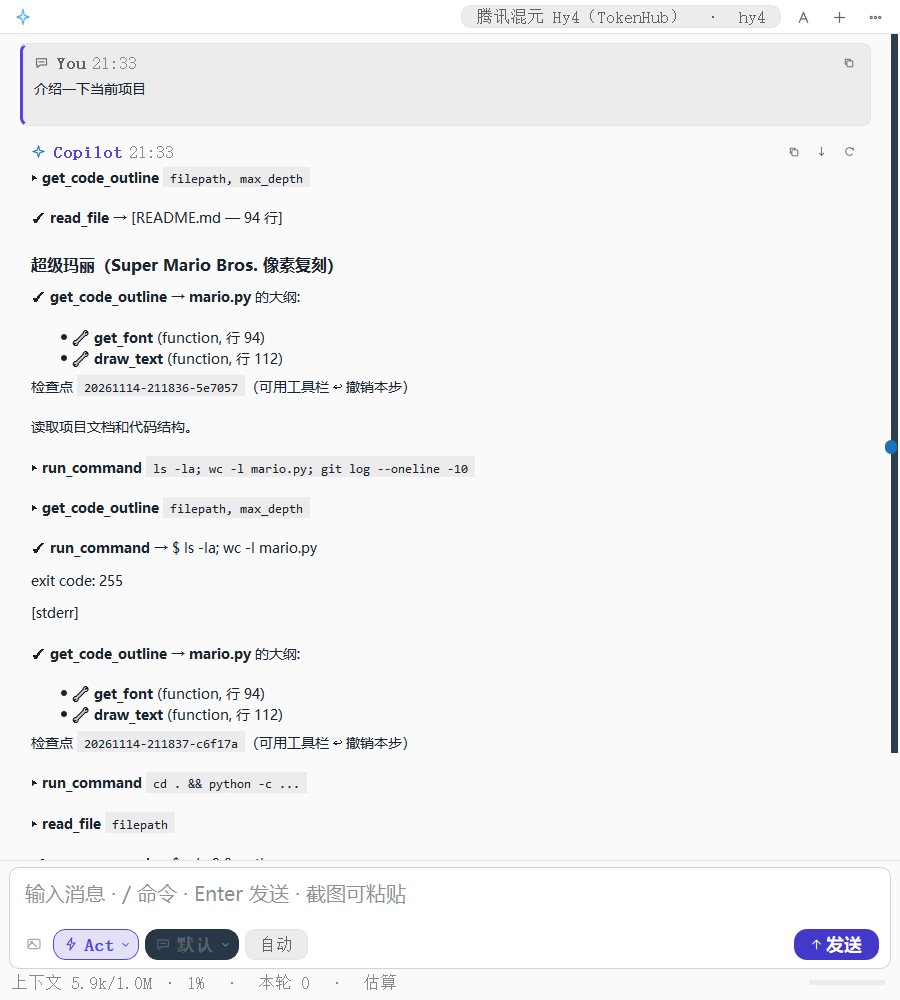 腾讯混元 Hy4（TokenHub） · hy4 A
You 21:33
介绍一下当前项目
Copilot 21:33
get_code_outline filepath, max_depth
✔ read_file → [README.md — 94 行]
超级玛丽（Super Mario Bros. 像素复刻）
✔ get_code_outline → mario.py 的大纲:
• get_font (function, 行 94)
• draw_text (function, 行 112)
检查点 20261114-211836-5e7057 （可用工具栏 ↩ 撤销本步）
读取项目文档和代码结构。
run_command ls -la; wc -l mario.py; git log --oneline -10
get_code_outline filepath, max_depth
✔ run_command → $ ls -la; wc -l mario.py
exit code: 255
[stderr]
✔ get_code_outline → mario.py 的大纲:
• get_font (function, 行 94)
• draw_text (function, 行 112)
检查点 20261114-211837-c6f17a （可用工具栏 ↩ 撤销本步）
run_command cd . && python -c ...
read_file filepath
输入消息 · / 命令 · Enter 发送 · 截图可粘贴
Act 默认 自动 ↑ 发送
上下文 5.9k/1.0M · 1% · 本轮 0 · 估算